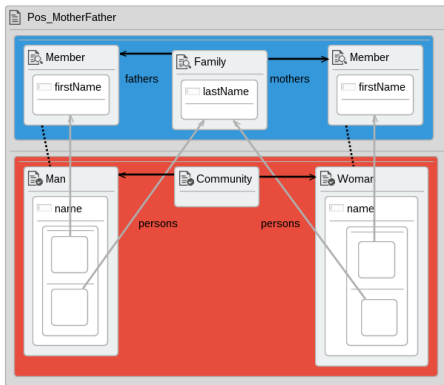 Pos_MotherFather
Member
Family
Member
firstName
fathers
lastName
mothers
firstName
Man
Community
Woman
name
persons
persons
name